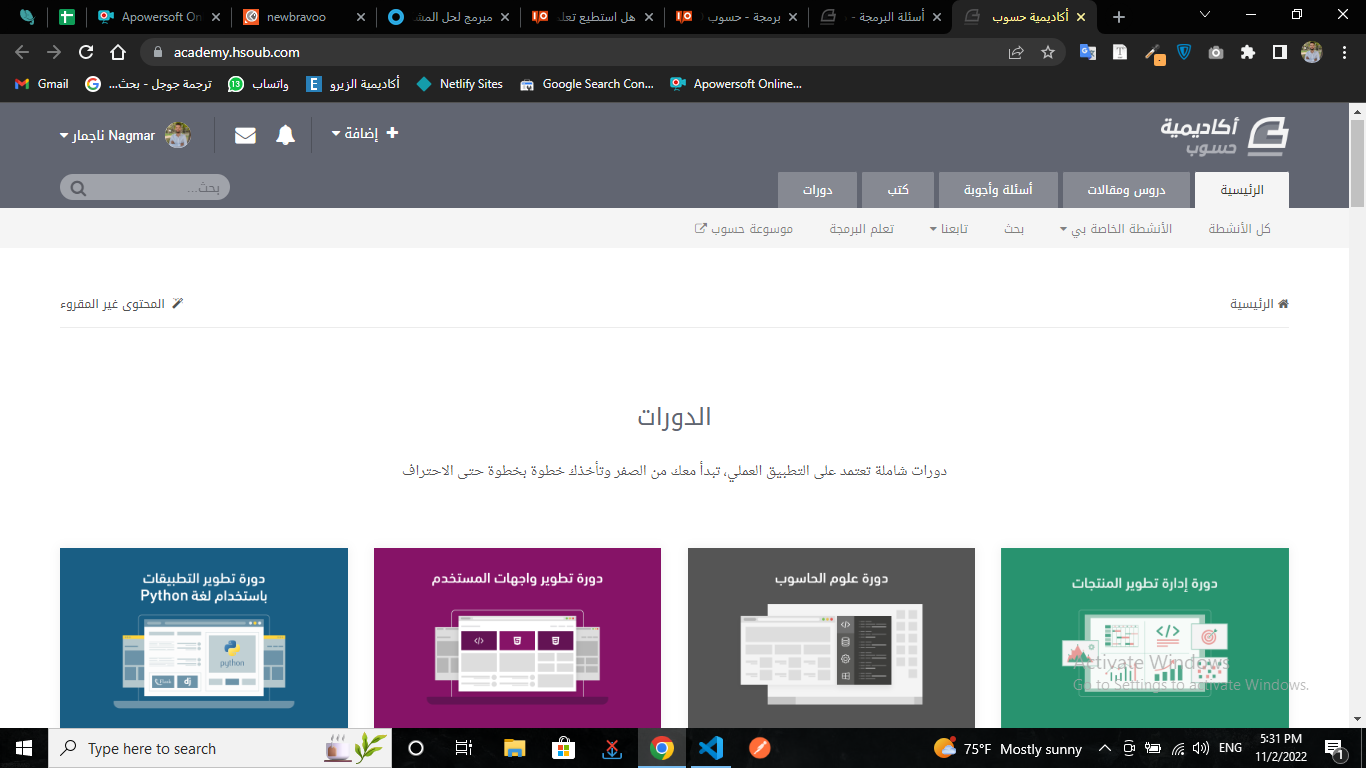 Apowersoft On
newbravoo
مبرمج لحل المش
هل استطيع تعلم
برمجة - حسوب I/O
أسئلة البرمجة -
أكاديمية حسوب
academy.hsoub.com
Gmail
ترجمة جوجل - بحث...
واتساب
أكاديمية الزيرو
Netlify Sites
Google Search Con...
Apowersoft Online...
أكاديمية
حسوب
إضافة
ناجمار Nagmar
الرئيسية
دروس ومقالات
أسئلة وأجوبة
كتب
دورات
بحث...
كل الأنشطة
الأنشطة الخاصة بي
بحث
تابعنا
تعلم البرمجة
موسوعة حسوب
الرئيسية
المحتوى غير المقروء
الدورات
دورات شاملة تعتمد على التطبيق العملي، تبدأ معك من الصفر وتأخذك خطوة بخطوة حتى الاحتراف
دورة إدارة تطوير المنتجات
دورة علوم الحاسوب
دورة تطوير واجهات المستخدم
دورة تطوير التطبيقات
باستخدام لغة Python
python
Flask
dj
Activate Windows
Go to Settings to activate Windows.
Type here to search
75°F Mostly sunny
ENG
5:31 PM
11/2/2022
1